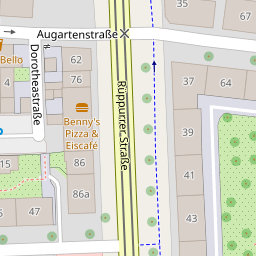 35
Augartenstraße
Bello
Dorotheastraße
62
76
37
64
67
Rüppurrer Straße
Benny's
Pizza &
Eiscafé
41
15
86
39
86a
47
43